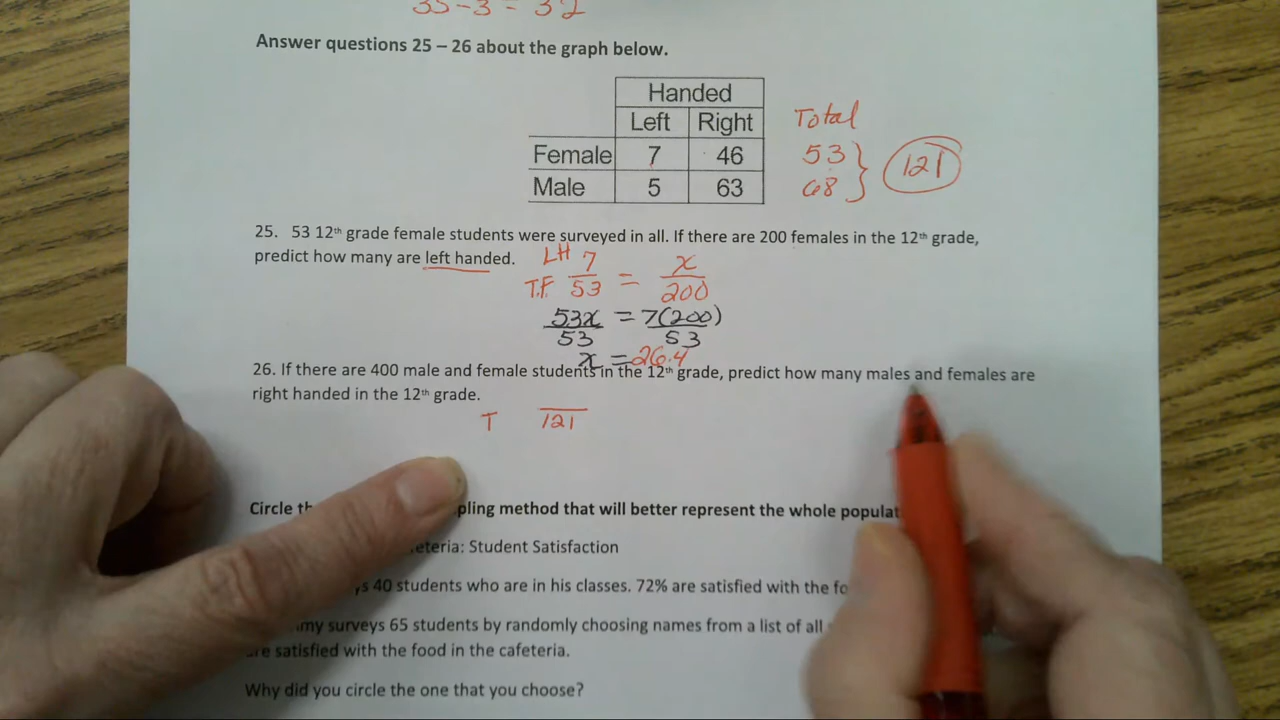 35-3 = 32
Answer questions 25 – 26 about the graph below.
Handed
Left Right Total
Female 7 46 53
Male 5 63 68
121
25. 53 12th grade female students were surveyed in all. If there are 200 females in the 12th grade,
predict how many are left handed.
LH 7 = x
T.F 53 200
53x = 7(200)
53 53
x = 26.4
26. If there are 400 male and female students in the 12th grade, predict how many males and females are
right handed in the 12th grade.
T 121
Circle pling method that will better represent the whole populat
eteria: Student Satisfaction
s 40 students who are in his classes. 72% are satisfied with the fo
my surveys 65 students by randomly choosing names from a list of all
are satisfied with the food in the cafeteria.
Why did you circle the one that you choose?